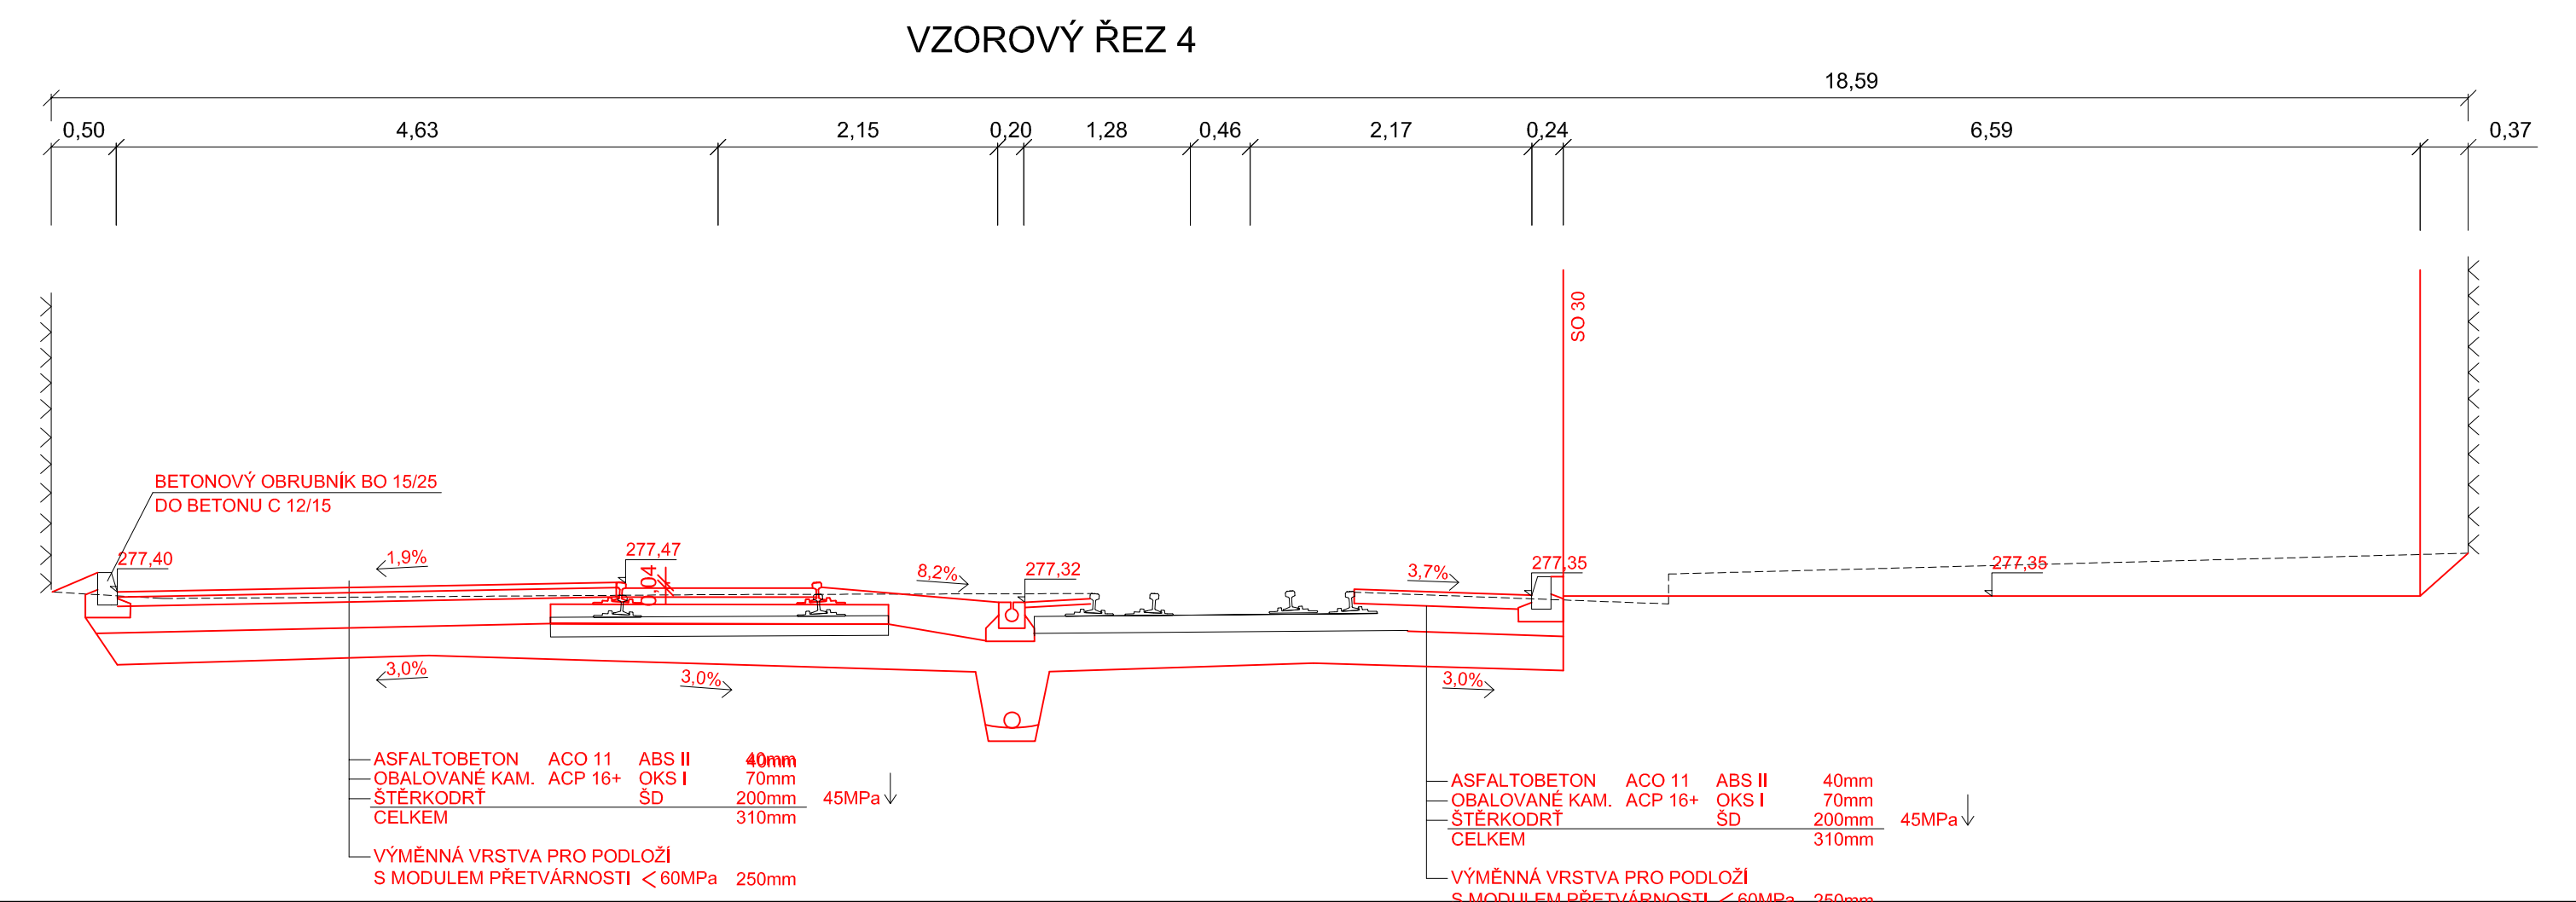 VZOROVÝ ŘEZ 4
18,59
0,50 4,63 2,15 0,20 1,28 0,46 2,17 0,24 6,59 0,37
SO 30
BETONOVÝ OBRUBNÍK BO 15/25
DO BETONU C 12/15
277,40 1,9% 277,47 0,04 8,2% 277,32 3,7% 277,35 277,35
3,0% 3,0% 3,0%
ASFALTOBETON ACO 11 ABS II 40mm
OBALOVANÉ KAM. ACP 16+ OKS I 70mm
ŠTĚRKODRŤ ŠD 200mm 45MPa
CELKEM 310mm
VÝMĚNNÁ VRSTVA PRO PODLOŽÍ
S MODULEM PŘETVÁRNOSTI < 60MPa 250mm
ASFALTOBETON ACO 11 ABS II 40mm
OBALOVANÉ KAM. ACP 16+ OKS I 70mm
ŠTĚRKODRŤ ŠD 200mm 45MPa
CELKEM 310mm
VÝMĚNNÁ VRSTVA PRO PODLOŽÍ
S MODULEM PŘETVÁRNOSTI < 60MPa 250mm